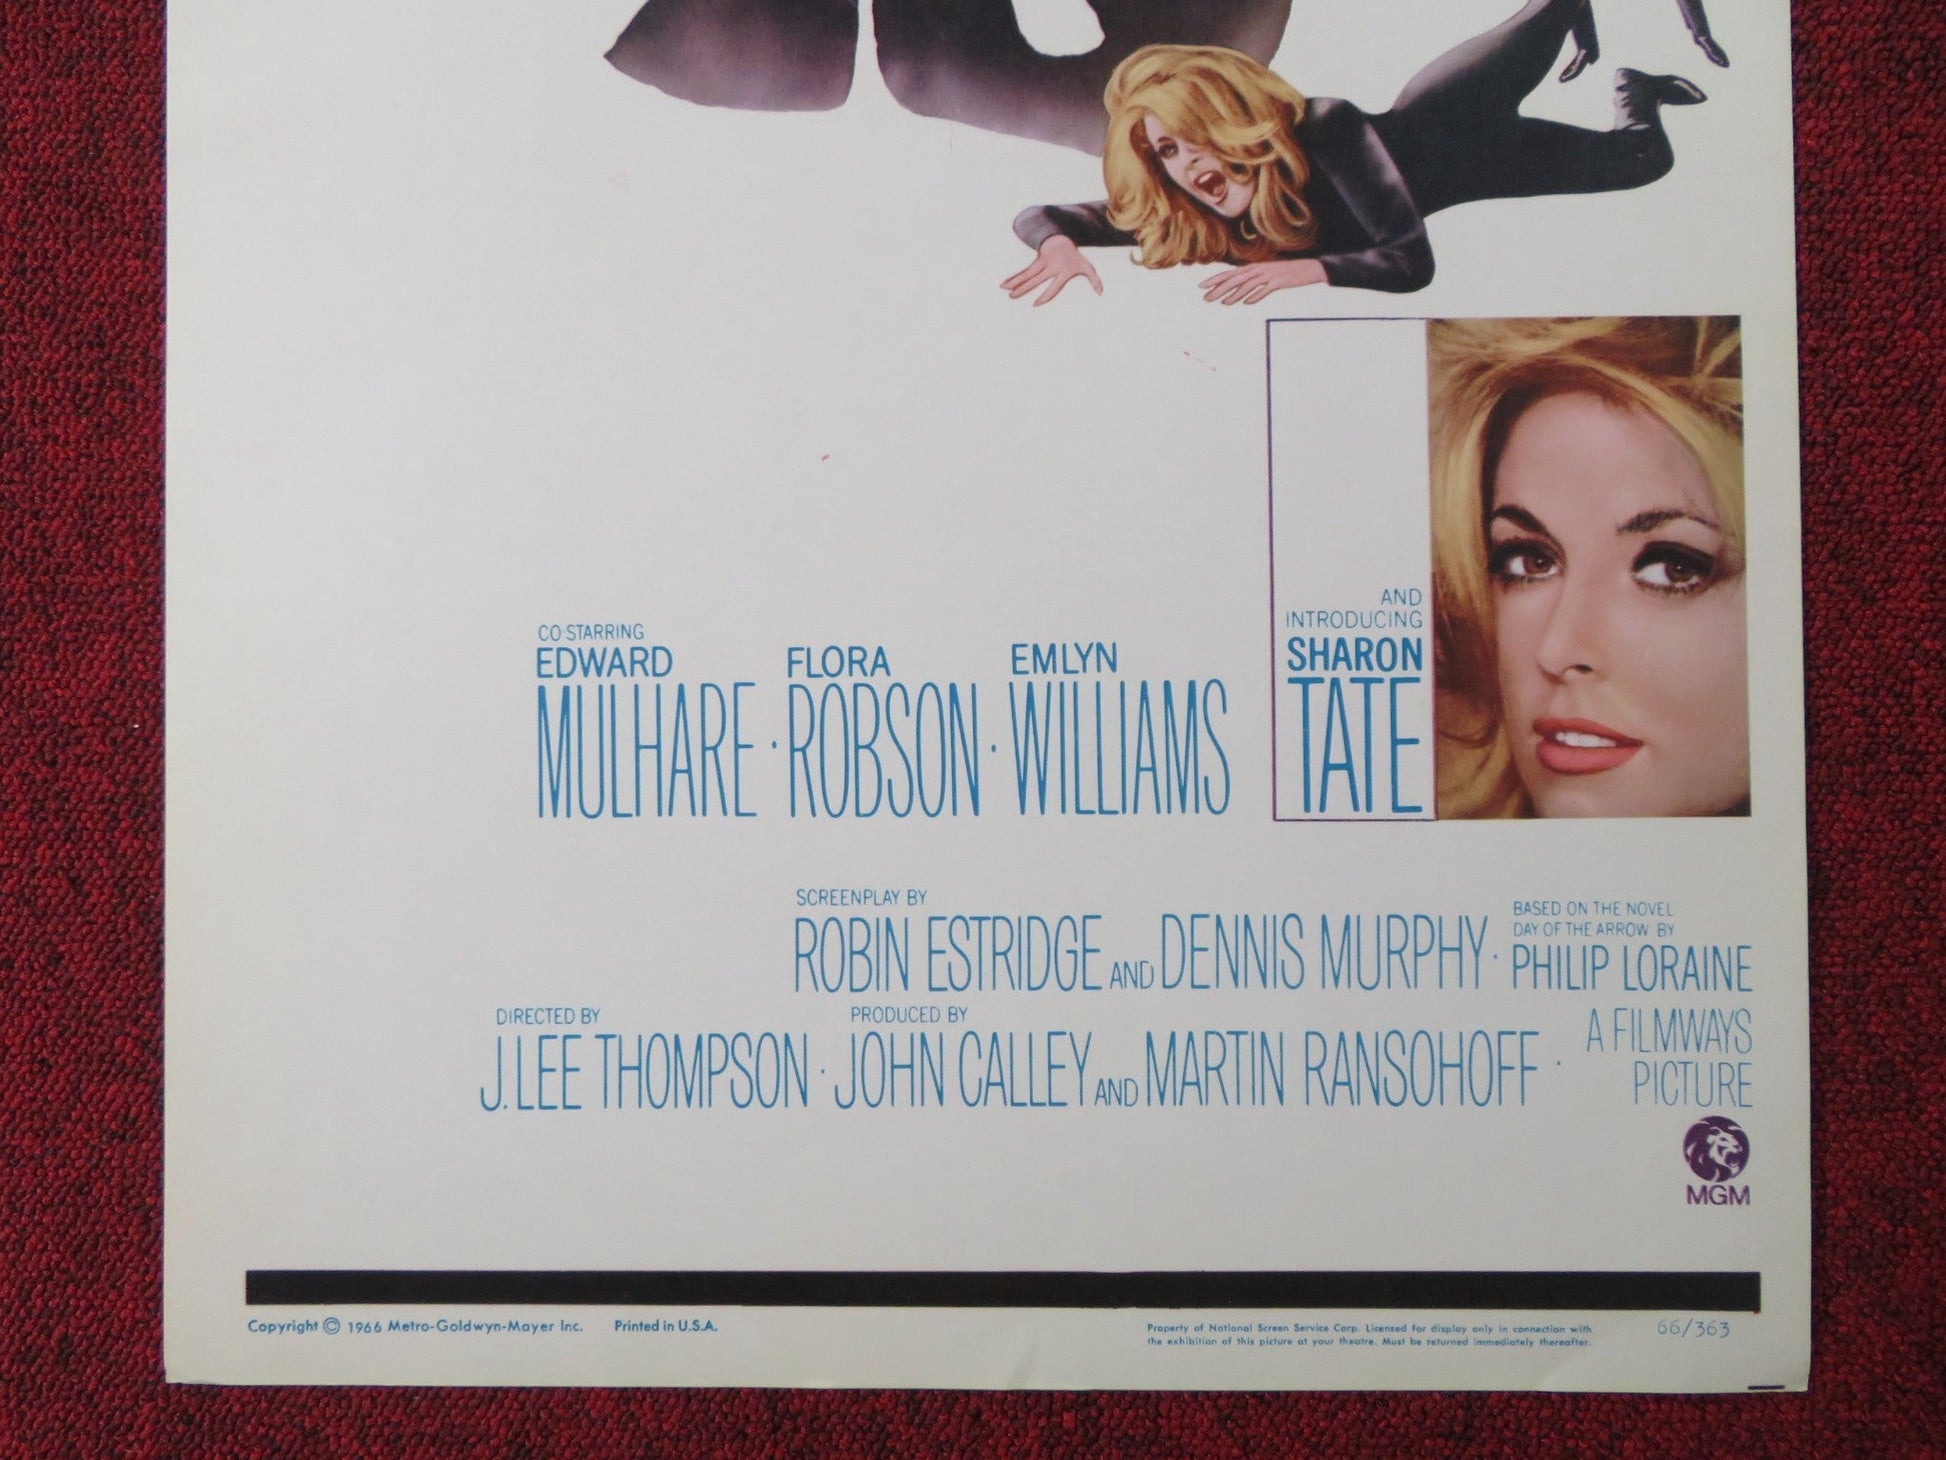 CO-STARRING
EDWARD MULHARE · FLORA ROBSON · EMLYN WILLIAMS
AND
INTRODUCING
SHARON
TATE
SCREENPLAY BY
ROBIN ESTRIDGE AND DENNIS MURPHY ·
BASED ON THE NOVEL
DAY OF THE ARROW BY
PHILIP LORAINE
DIRECTED BY
J. LEE THOMPSON ·
PRODUCED BY
JOHN CALLEY AND MARTIN RANSOHOFF ·
A FILMWAYS
PICTURE
MGM
Copyright © 1966 Metro-Goldwyn-Mayer Inc. Printed in U.S.A.
Property of National Screen Service Corp. Licensed for display only in connection with
the exhibition of this picture at your theatre. Must be returned immediately thereafter.
66/363